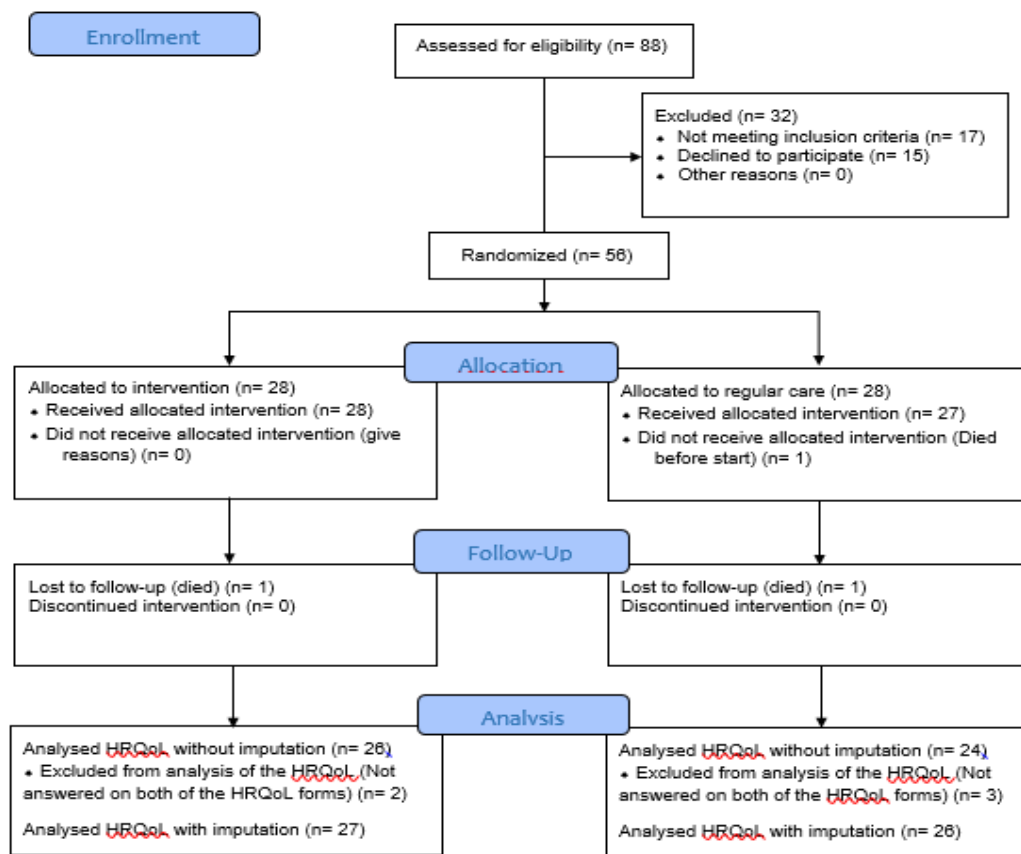 Enrollment
Assessed for eligibility (n= 88)
Excluded (n= 32)
• Not meeting inclusion criteria (n= 17)
• Declined to participate (n= 15)
• Other reasons (n= 0)
Randomized (n= 56)
Allocation
Allocated to intervention (n= 28)
• Received allocated intervention (n= 28)
• Did not receive allocated intervention (give
reasons) (n= 0)
Allocated to regular care (n= 28)
• Received allocated intervention (n= 27)
• Did not receive allocated intervention (Died
before start) (n= 1)
Follow-Up
Lost to follow-up (died) (n= 1)
Discontinued intervention (n= 0)
Lost to follow-up (died) (n= 1)
Discontinued intervention (n= 0)
Analysis
Analysed HRQoL without imputation (n= 26)
• Excluded from analysis of the HRQoL (Not
answered on both of the HRQoL forms) (n= 2)
Analysed HRQoL with imputation (n= 27)
Analysed HRQoL without imputation (n= 24)
• Excluded from analysis of the HRQoL (Not
answered on both of the HRQoL forms) (n= 3)
Analysed HRQoL with imputation (n= 26)